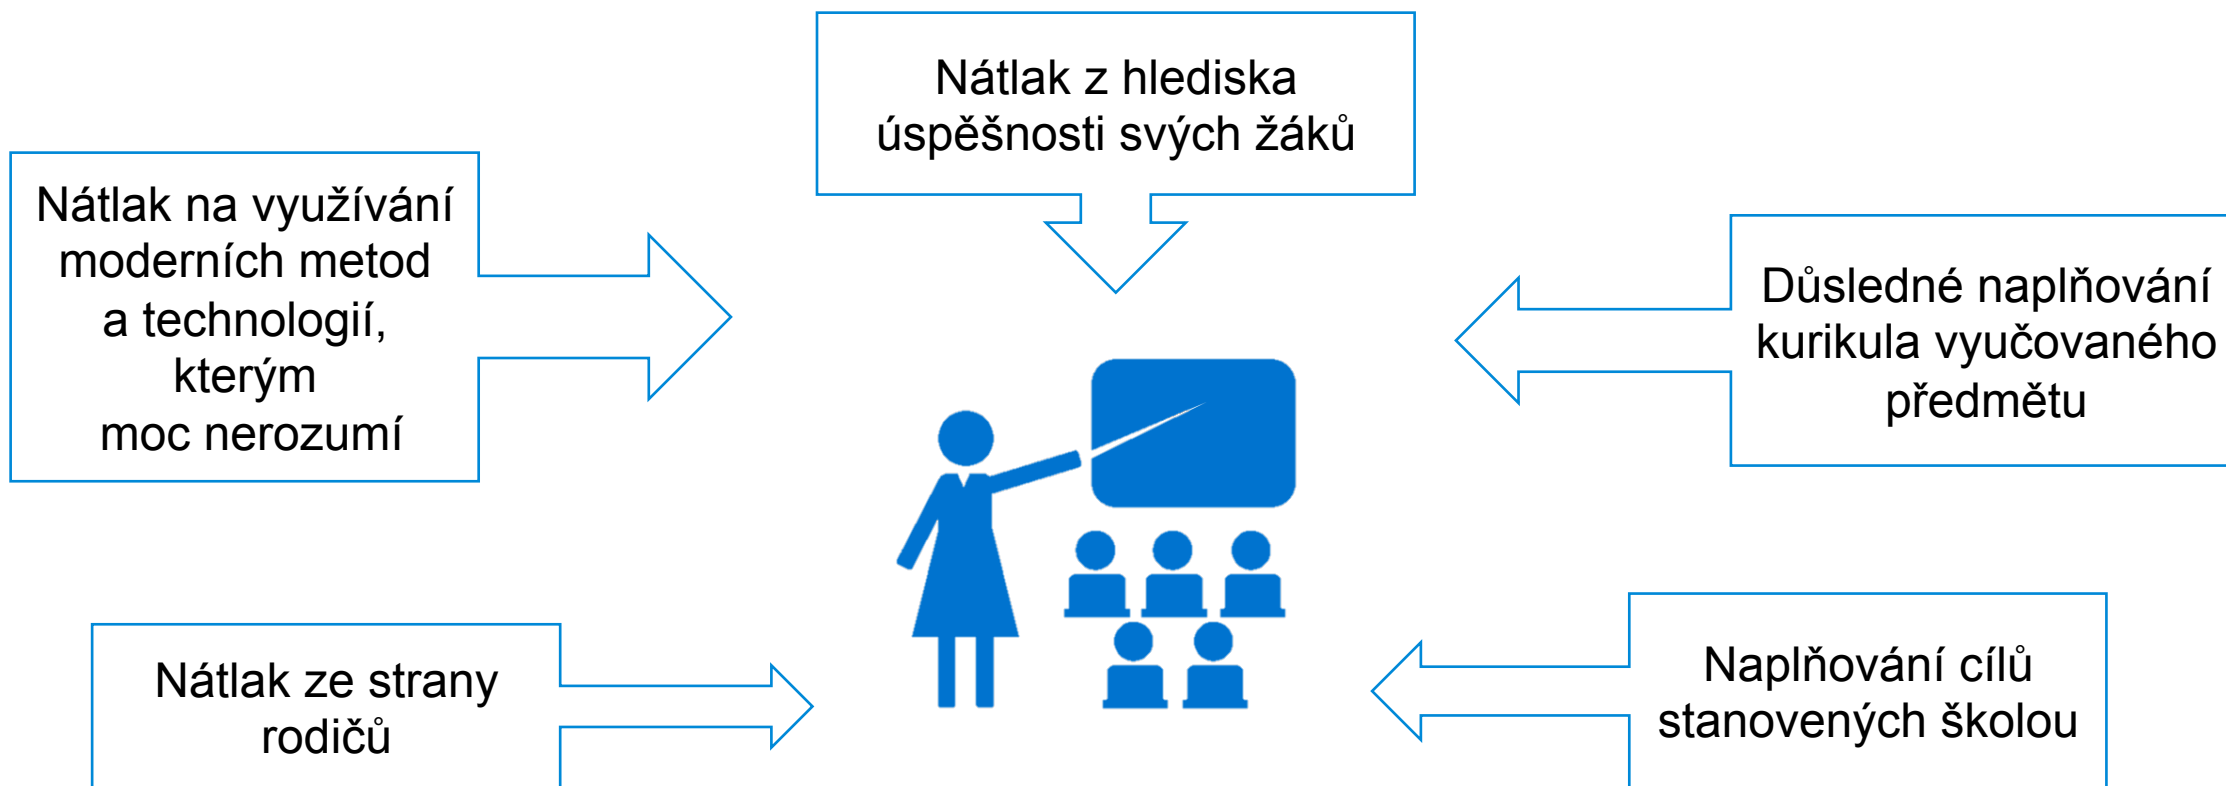 Nátlak z hlediska
úspěšnosti svých žáků
Nátlak na využívání
moderních metod
a technologií,
kterým
moc nerozumí
Důsledné naplňování
kurikula vyučovaného
předmětu
Nátlak ze strany
rodičů
Naplňování cílů
stanovených školou